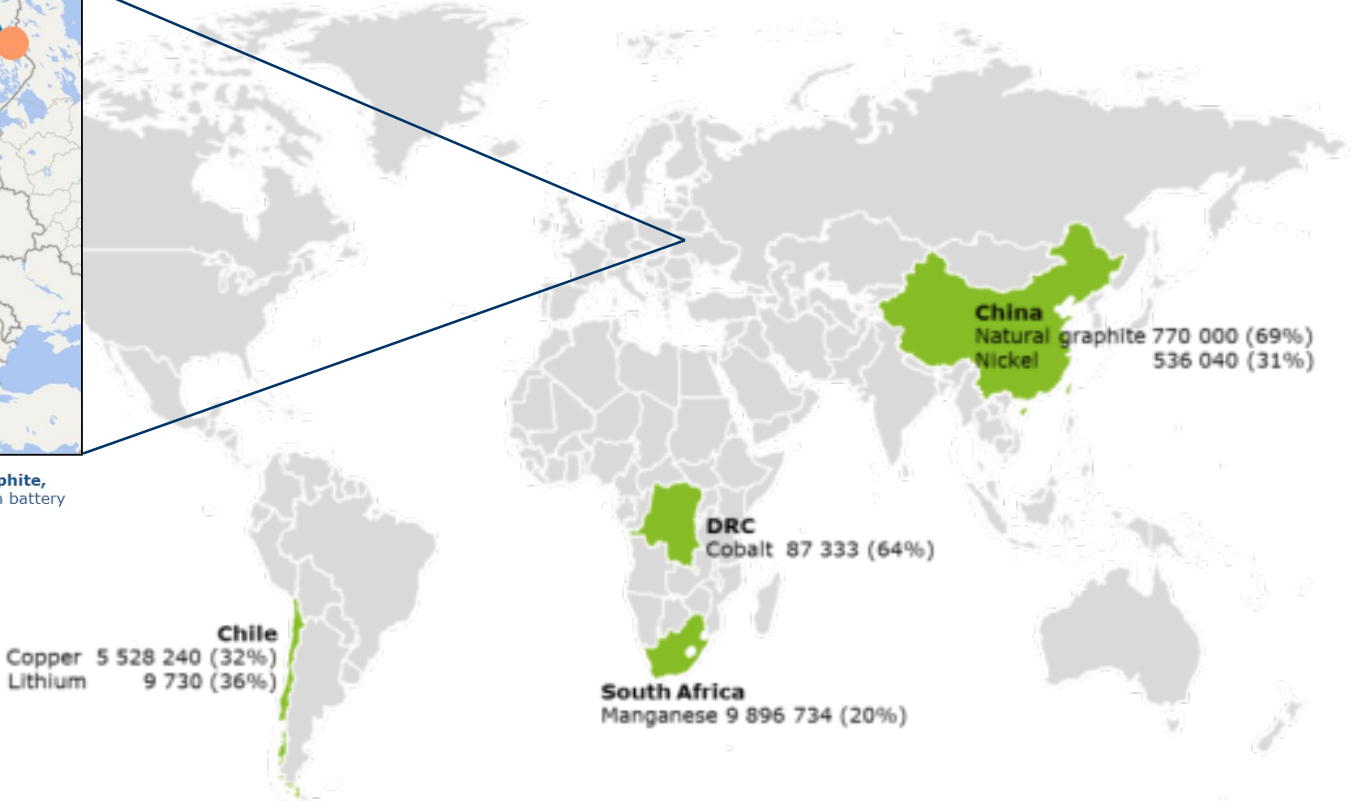 China
Natural graphite 770 000 (69%)
Nickel 536 040 (31%)
phite,
battery
DRC
Cobalt 87 333 (64%)
Chile
Copper 5 528 240 (32%)
Lithium 9 730 (36%)
South Africa
Manganese 9 896 734 (20%)